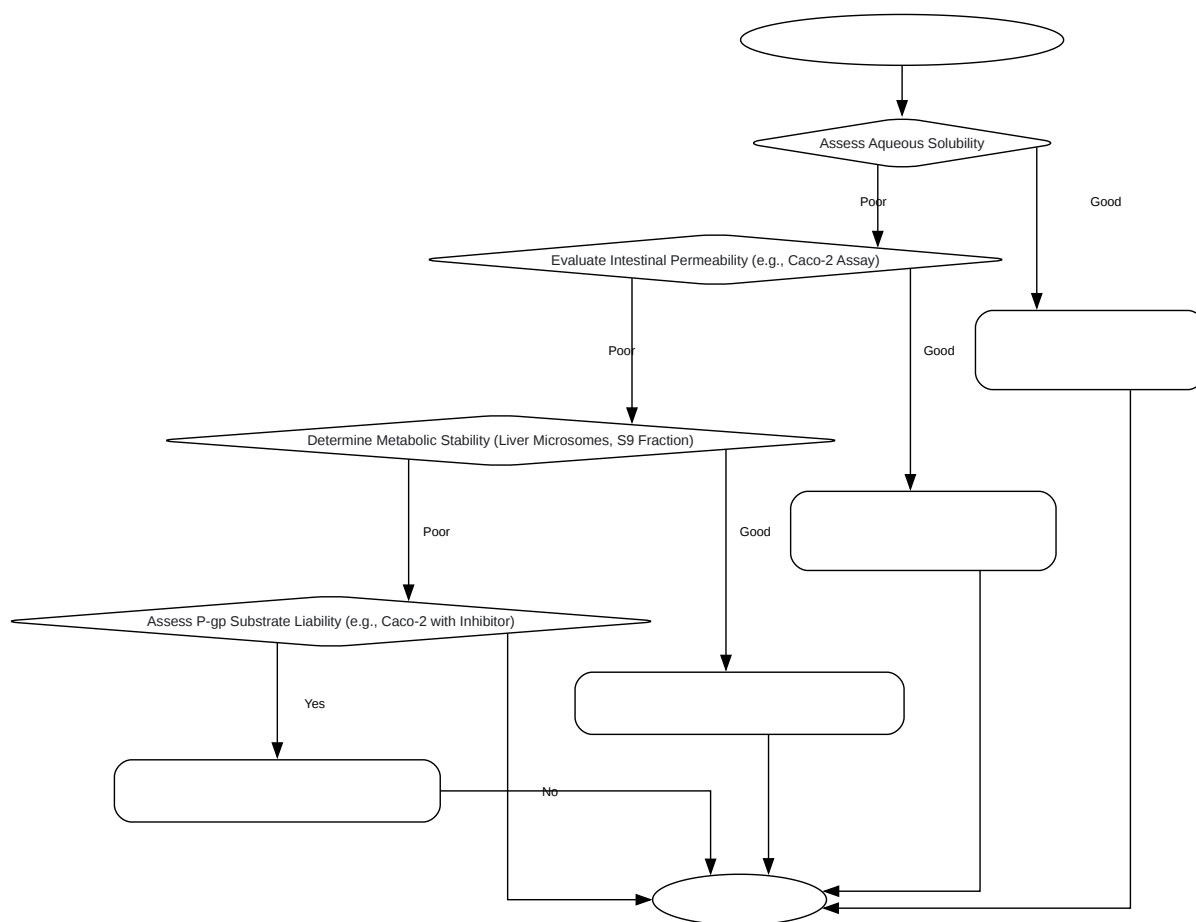 Assess Aqueous Solubility
Poor
Good
Evaluate Intestinal Permeability (e.g., Caco-2 Assay)
Poor
Good
Determine Metabolic Stability (Liver Microsomes, S9 Fraction)
Poor
Good
Assess P-gp Substrate Liability (e.g., Caco-2 with Inhibitor)
Yes
No